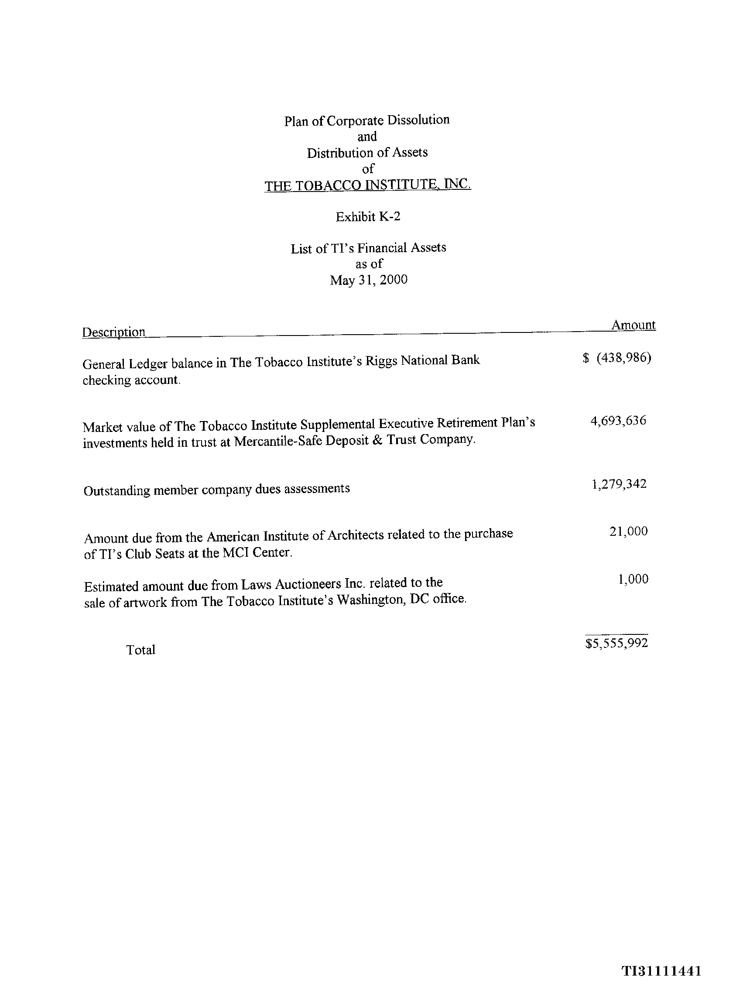 Plan of Corporate Dissolution
and
Distribution of Assets
of
THE TOBACCO INSTITUTE, INC.
Exhibit K-2
List of TI's Financial Assets
as of
May 31, 2000
Description Amount
General Ledger balance in The Tobacco Institute's Riggs National Bank $ (438,986)
checking account.
Market value of The Tobacco Institute Supplemental Executive Retirement Plan's 4,693,636
investments held in trust at Mercantile-Safe Deposit & Trust Company.
Outstanding member company dues assessments 1,279,342
Amount due from the American Institute of Architects related to the purchase 21,000
of TI's Club Seats at the MCI Center.
Estimated amount due from Laws Auctioneers Inc. related to the 1,000
sale of artwork from The Tobacco Institute's Washington, DC office.
Total $5,555,992
TI31111441